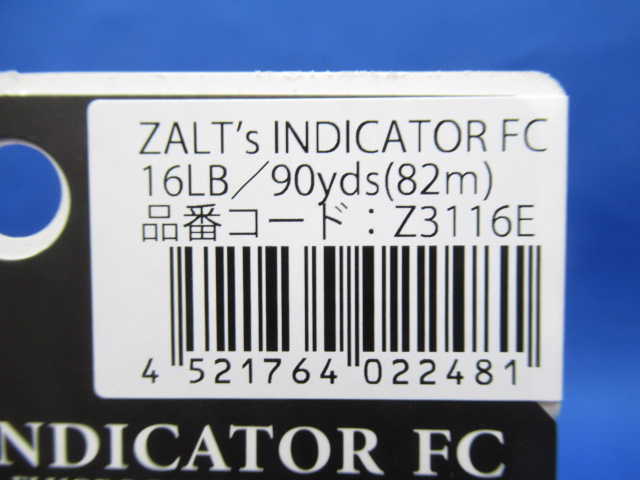 ZALT’s INDICATOR FC
16LB／90yds(82m)
品番コード：Z3116E
4 521764 022481
INDICATOR FC